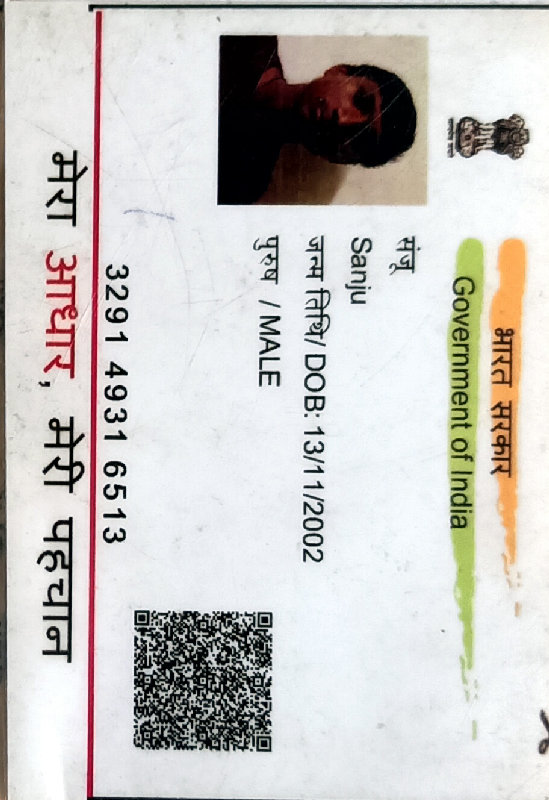 भारत सरकार
Government of India
संजू
Sanju
जन्म तिथि/ DOB: 13/11/2002
पुरुष / MALE
3291 4931 6513
मेरा आधार, मेरी पहचान